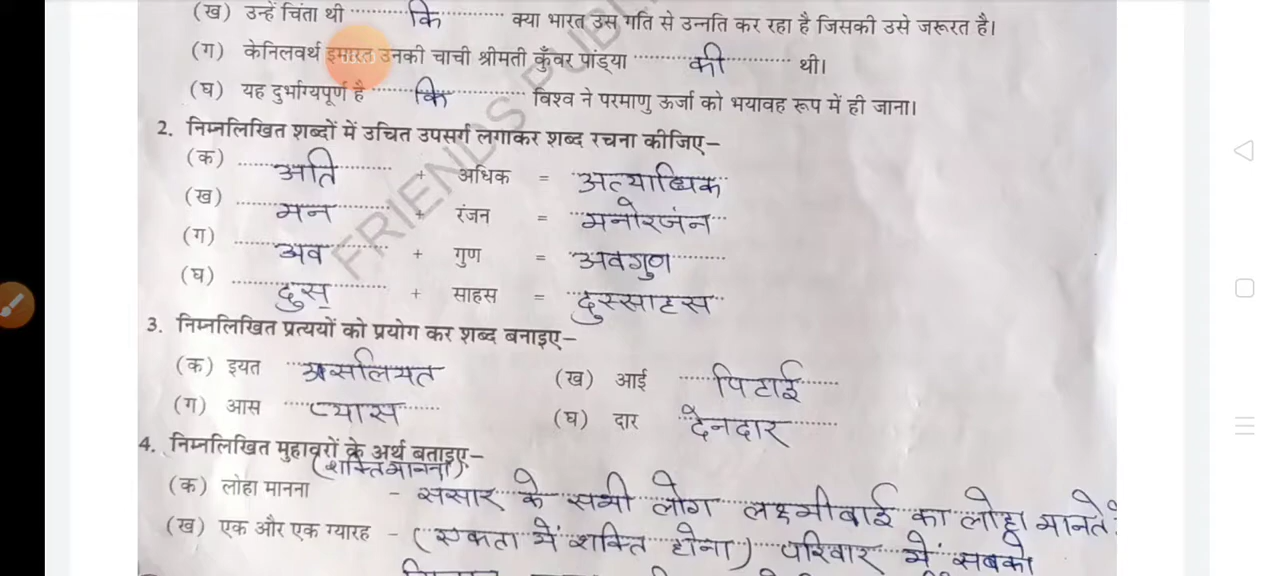 (ख) उन्हें चिंता थी कि क्या भारत उस गति से उन्नति कर रहा है जिसकी उसे जरूरत है।
(ग) केनिलवर्थ इमारत उनकी चाची श्रीमती कुँवर पांड्या की थी।
(घ) यह दुर्भाग्यपूर्ण है कि विश्व ने परमाणु ऊर्जा को भयावह रूप में ही जाना।
2. निम्नलिखित शब्दों में उचित उपसर्ग लगाकर शब्द रचना कीजिए–
(क) अति + अधिक = अत्याधिक
(ख) मन + रंजन = मनोरजंन
(ग) अव + गुण = अवगुण
(घ) दुस् + साहस = दुस्साहस
3. निम्नलिखित प्रत्ययों को प्रयोग कर शब्द बनाइए–
(क) इयत असलियत (ख) आई पिटाई
(ग) आस प्यास (घ) दार देनदार
4. निम्नलिखित मुहावरों के अर्थ बताइए–
(शक्तिमानना)
(क) लोहा मानना - संसार के सभी लोग लक्ष्मीबाई का लोहा मानते
(ख) एक और एक ग्यारह - (एकता में शक्ति होना) परिवार में सबको
FRIENDS PUBL